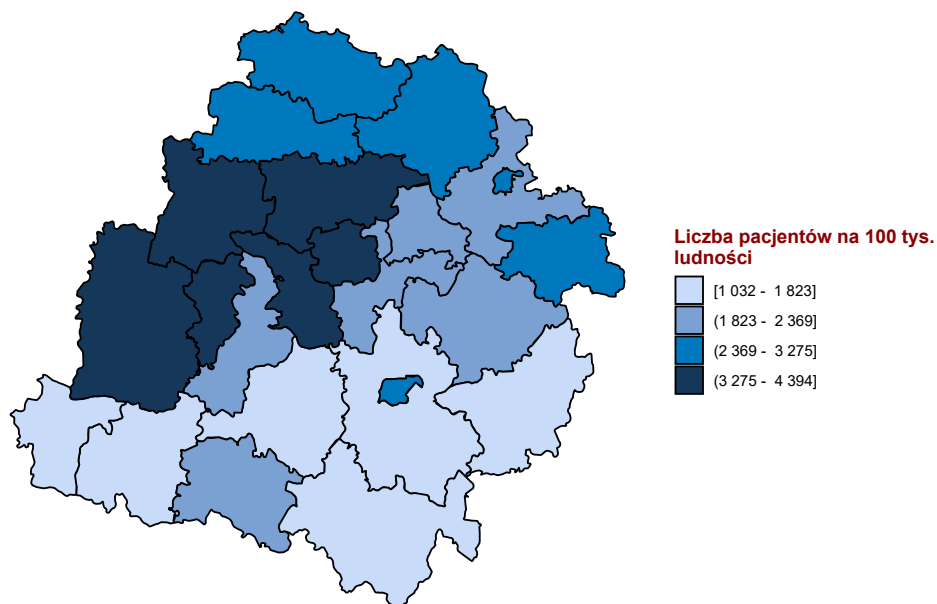 Liczba pacjentów na 100 tys.
ludności
[1 032 - 1 823]
(1 823 - 2 369]
(2 369 - 3 275]
(3 275 - 4 394]